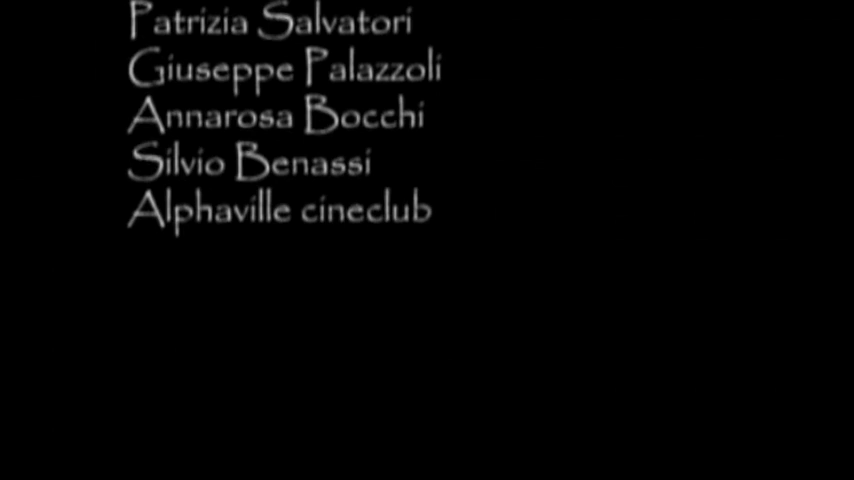 Patrizia Salvatori
Giuseppe Palazzoli
Annarosa Bocchi
Silvio Benassi
Alphaville cineclub